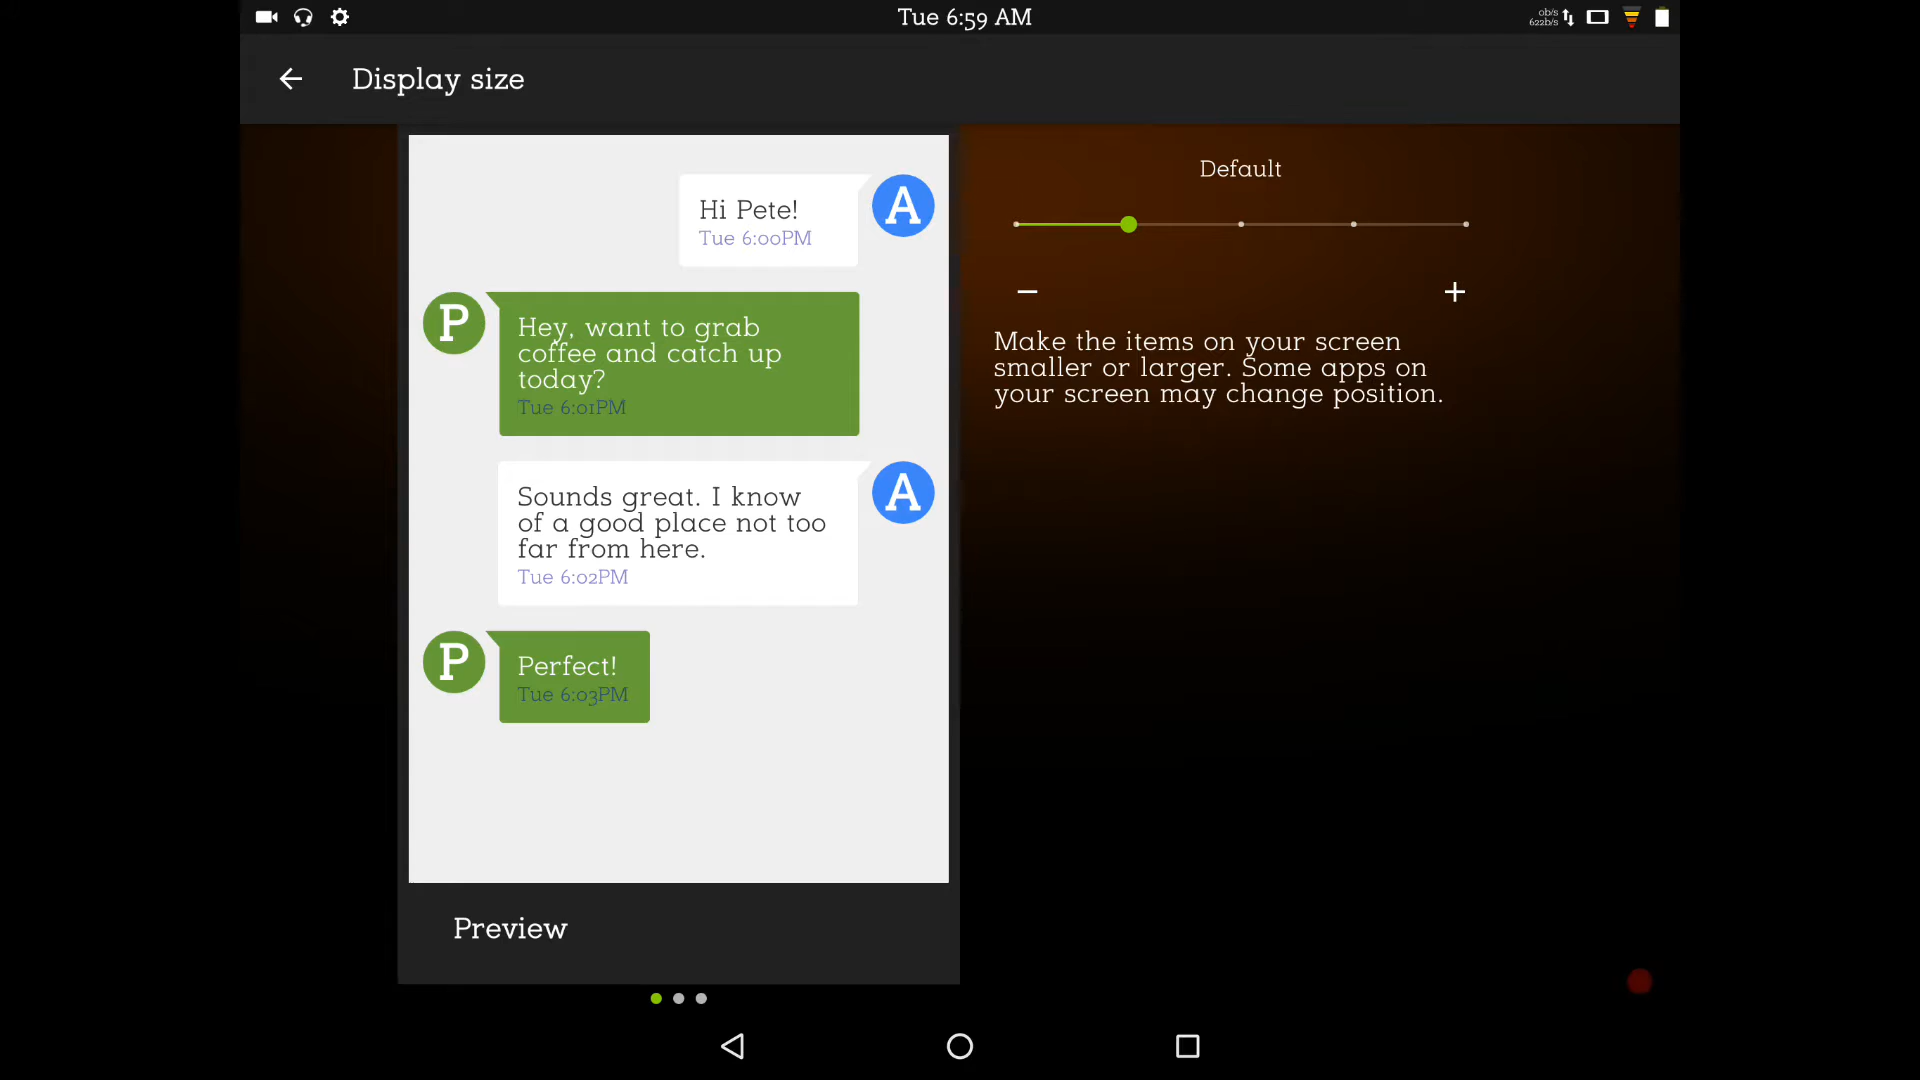 Tue 6:59 AM
0b/s
622b/s
Display size
Hi Pete!
Tue 6:00PM
A
P
Hey, want to grab
coffee and catch up
today?
Tue 6:01PM
Sounds great. I know
of a good place not too
far from here.
Tue 6:02PM
A
P
Perfect!
Tue 6:03PM
Preview
Default
Make the items on your screen
smaller or larger. Some apps on
your screen may change position.